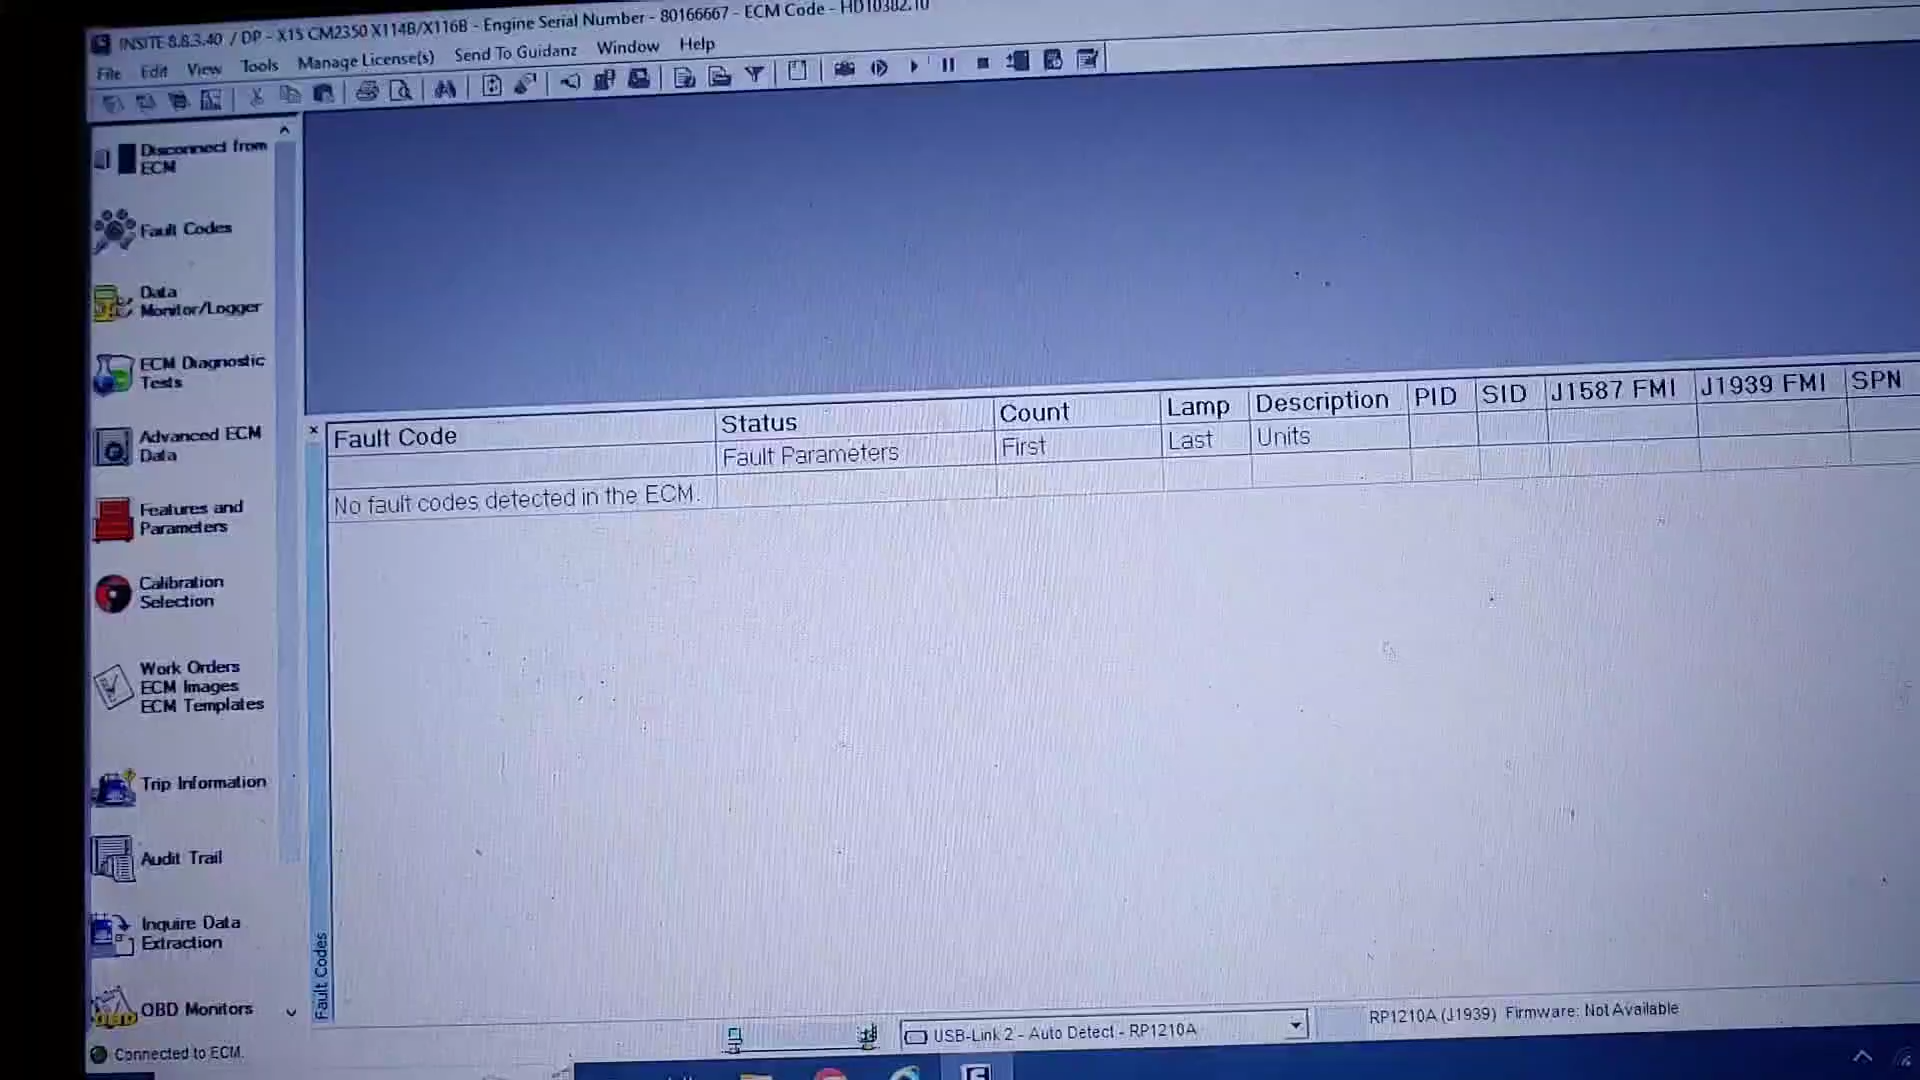 INSITE 8.8.3.40 / DP - X15 CM2350 X114B/X116B - Engine Serial Number - 80166667 - ECM Code - HD10382.10
File Edit View Tools Manage License(s) Send To Guidanz Window Help
Disconnect from
ECM
Fault Codes
Data
Monitor/Logger
ECM Diagnostic
Tests
Advanced ECM
Data
Features and
Parameters
Calibration
Selection
Work Orders
ECM Images
ECM Templates
Trip Information
Audit Trail
Inquire Data
Extraction
OBD Monitors
Fault Code Status Count Lamp Description PID SID J1587 FMI J1939 FMI SPN
Fault Parameters First Last Units
No fault codes detected in the ECM.
Fault Codes
Connected to ECM.
USB-Link 2 - Auto Detect - RP1210A
RP1210A (J1939) Firmware: Not Available